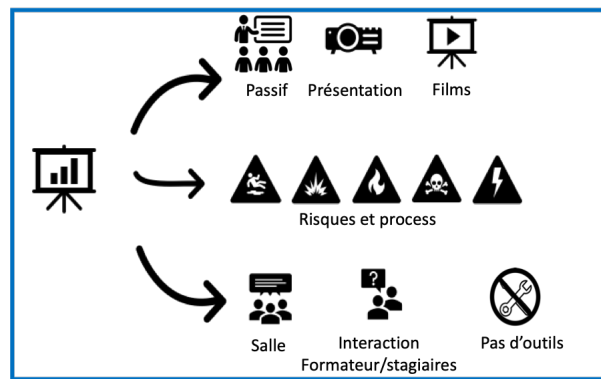 Passif Présentation Films
Risques et process
Salle
Interaction
Formateur/stagiaires
Pas d’outils
?